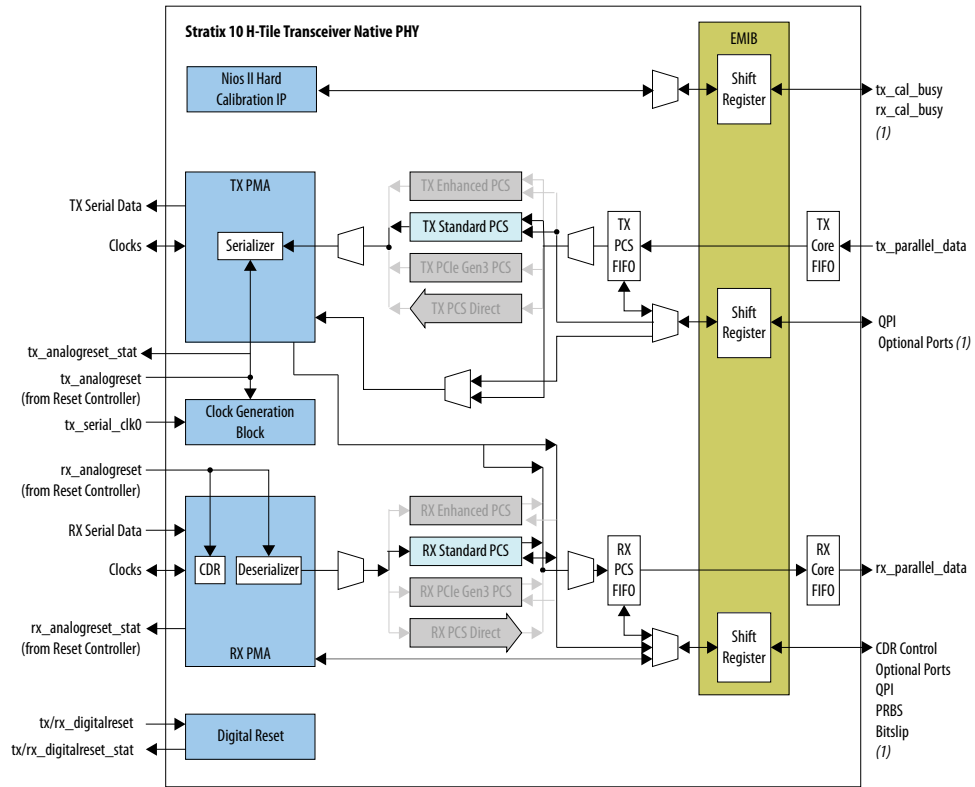 Stratix 10 H-Tile Transceiver Native PHY
EMIB
Nios II Hard
Calibration IP
Shift
Register
tx_cal_busy
rx_cal_busy
(1)
TX PMA
TX Serial Data
Clocks
Serializer
TX Enhanced PCS
TX Standard PCS
TX PCIe Gen3 PCS
TX PCS Direct
TX
PCS
FIFO
TX
Core
FIFO
tx_parallel_data
Shift
Register
QPI
Optional Ports (1)
tx_analogreset_stat
tx_analogreset
(from Reset Controller)
tx_serial_clk0
Clock Generation
Block
rx_analogreset
(from Reset Controller)
RX Serial Data
Clocks
CDR
Deserializer
RX PMA
RX Enhanced PCS
RX Standard PCS
RX PCIe Gen3 PCS
RX PCS Direct
RX
PCS
FIFO
RX
Core
FIFO
rx_parallel_data
rx_analogreset_stat
(from Reset Controller)
Shift
Register
CDR Control
Optional Ports
QPI
PRBS
Bitslip
(1)
tx/rx_digitalreset
tx/rx_digitalreset_stat
Digital Reset